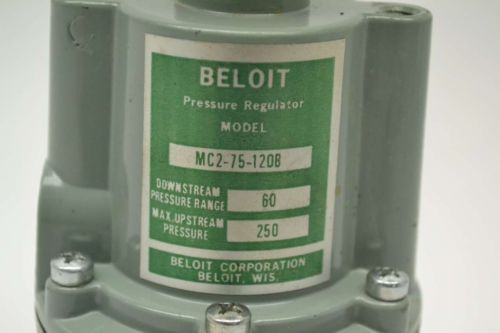 BELOIT
Pressure Regulator
MODEL
MC2-75-120B
DOWNSTREAM
PRESSURE RANGE
60
MAX. UPSTREAM
PRESSURE
250
BELOIT CORPORATION
BELOIT, WIS.